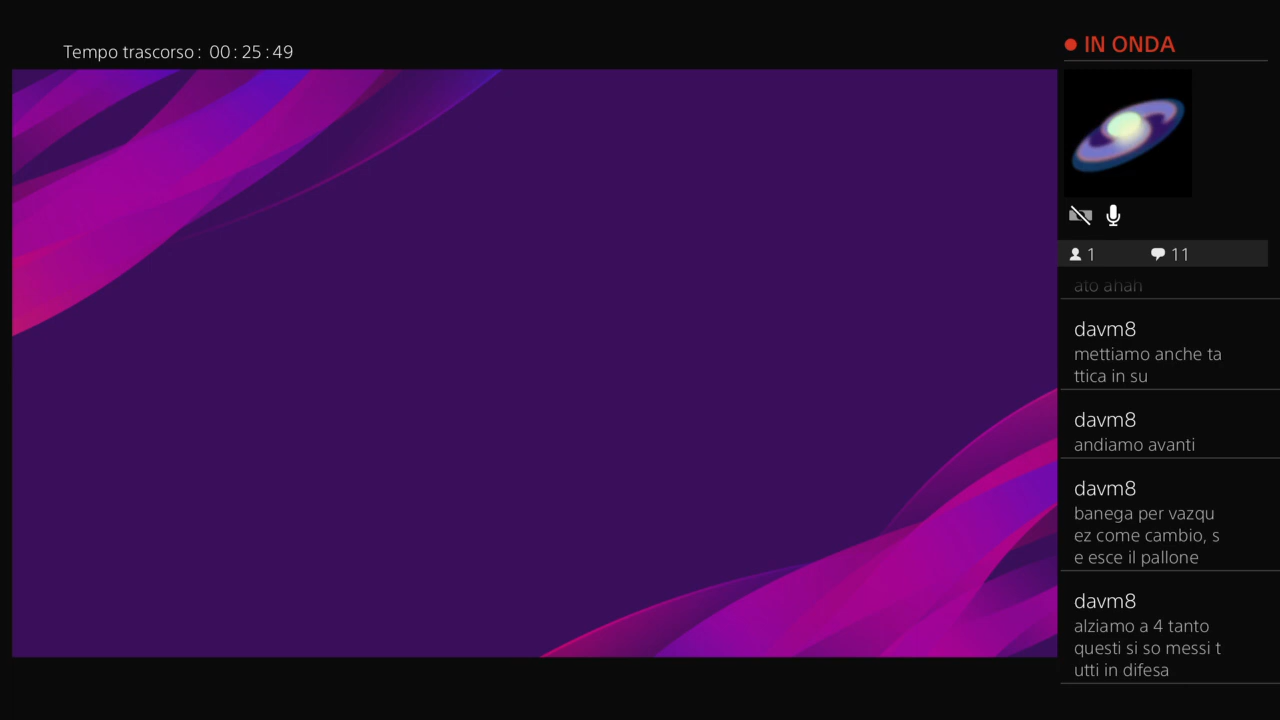 Tempo trascorso: 00:25:49
IN ONDA
1
11
ato ahah
davm8
mettiamo anche ta
ttica in su
davm8
andiamo avanti
davm8
banega per vazqu
ez come cambio, s
e esce il pallone
davm8
alziamo a 4 tanto
questi si so messi t
utti in difesa